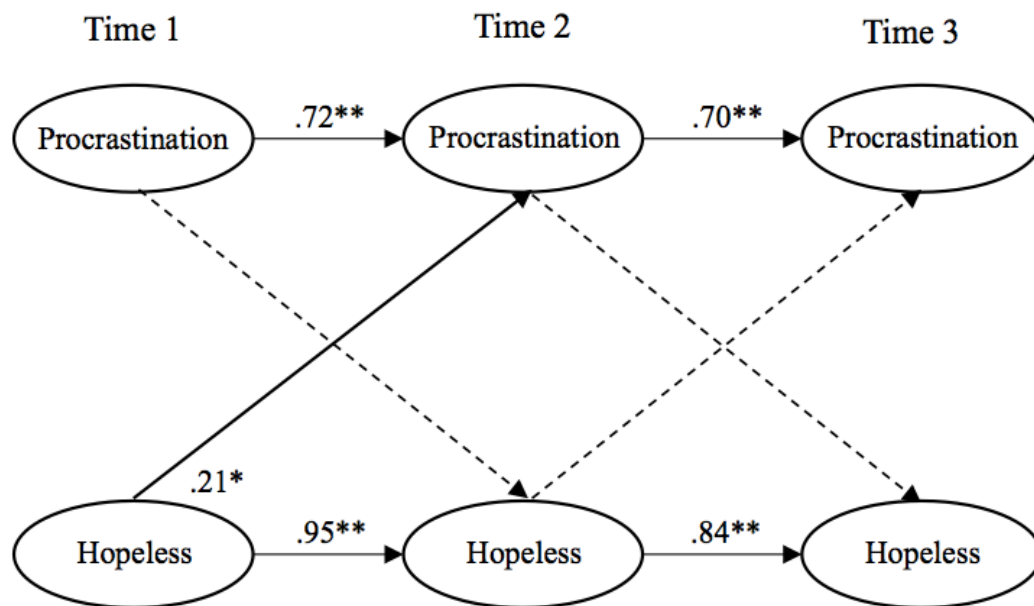 Time 1
Time 2
Time 3
Procrastination
.72**
Procrastination
.70**
Procrastination
.21*
Hopeless
.95**
Hopeless
.84**
Hopeless